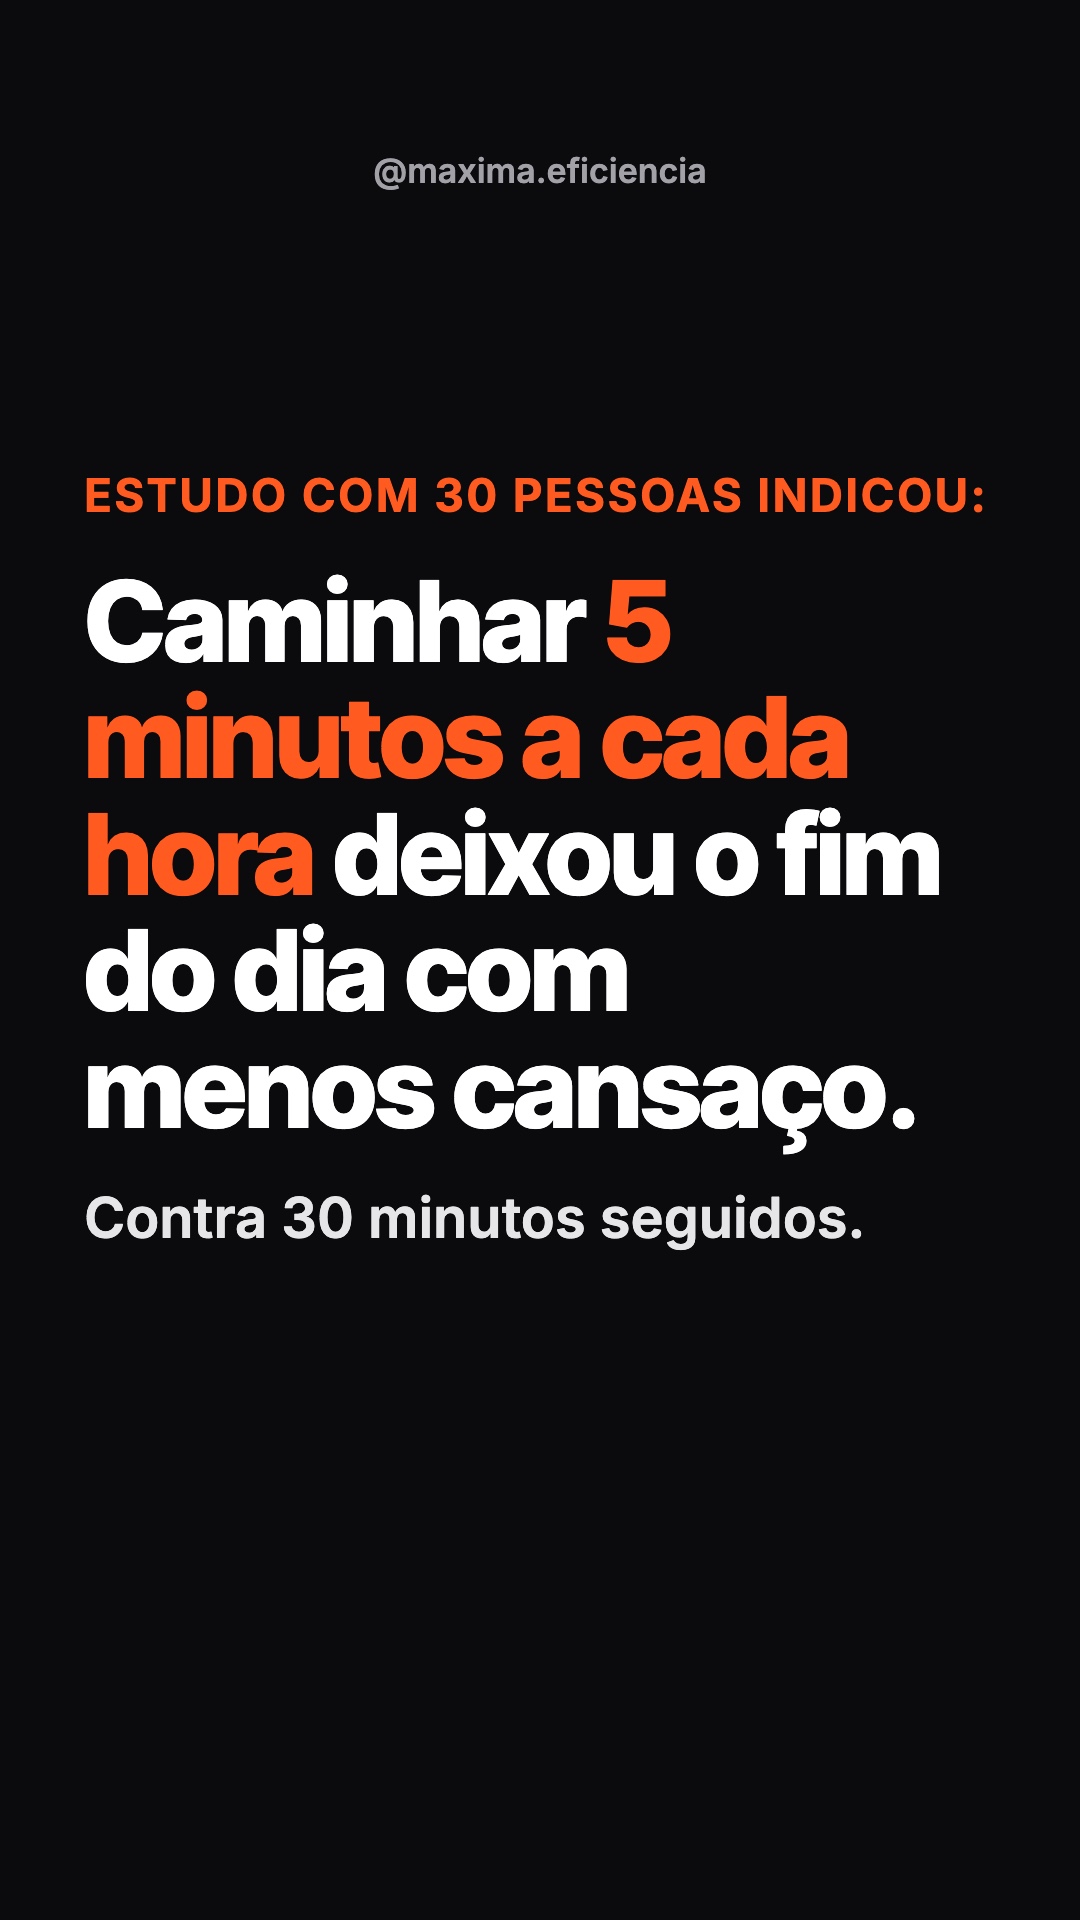 @maxima.eficiencia
ESTUDO COM 30 PESSOAS INDICOU:
Caminhar 5
minutos a cada
hora deixou o fim
do dia com
menos cansaço.
Contra 30 minutos seguidos.